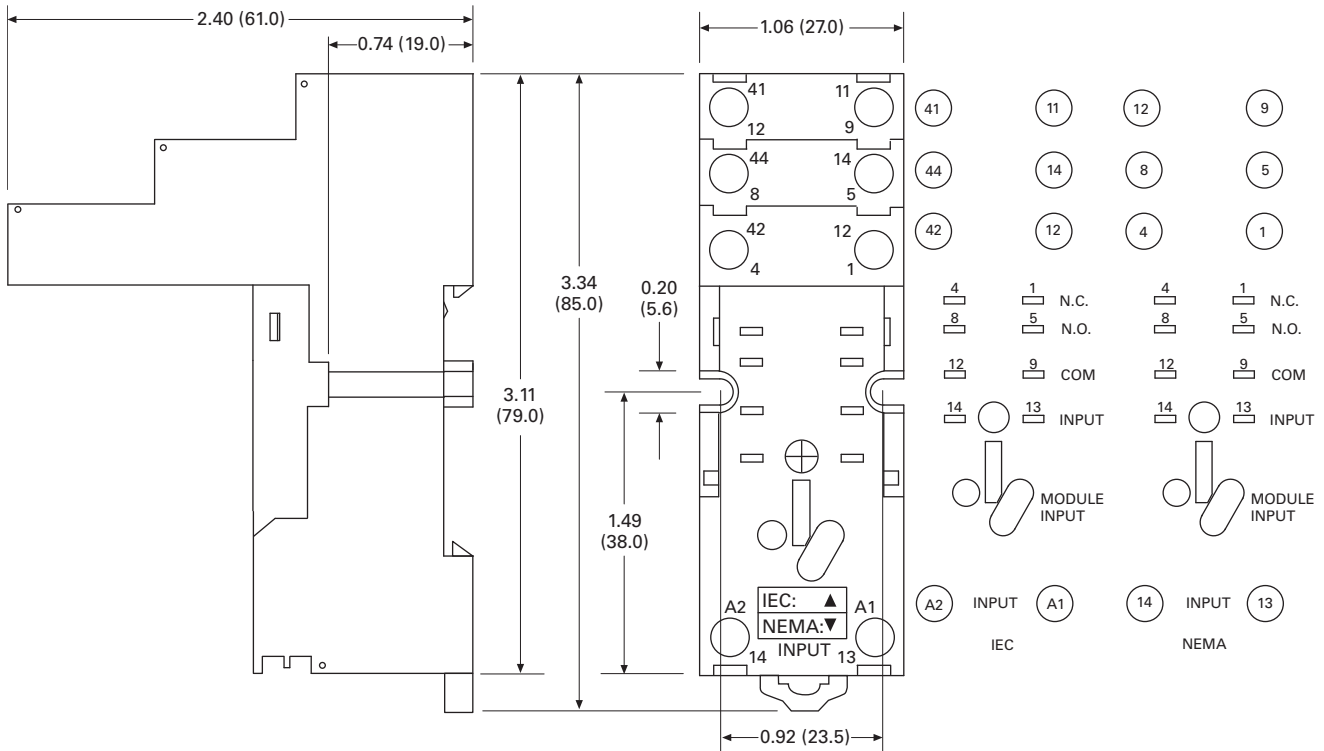 2.40 (61.0)
0.74 (19.0)
1.06 (27.0)
41 11
12 9
44 14
8 5
42 12
4 1
3.34
(85.0)
0.20
(5.6)
3.11
(79.0)
1.49
(38.0)
A2 IEC: ▲ A1
NEMA:▼
INPUT
14 13
0.92 (23.5)
41 11 12 9
44 14 8 5
42 12 4 1
4 1 N.C. 4 1 N.C.
8 5 N.O. 8 5 N.O.
12 9 COM 12 9 COM
14 13 INPUT 14 13 INPUT
MODULE
INPUT
MODULE
INPUT
A2 INPUT A1 14 INPUT 13
IEC NEMA